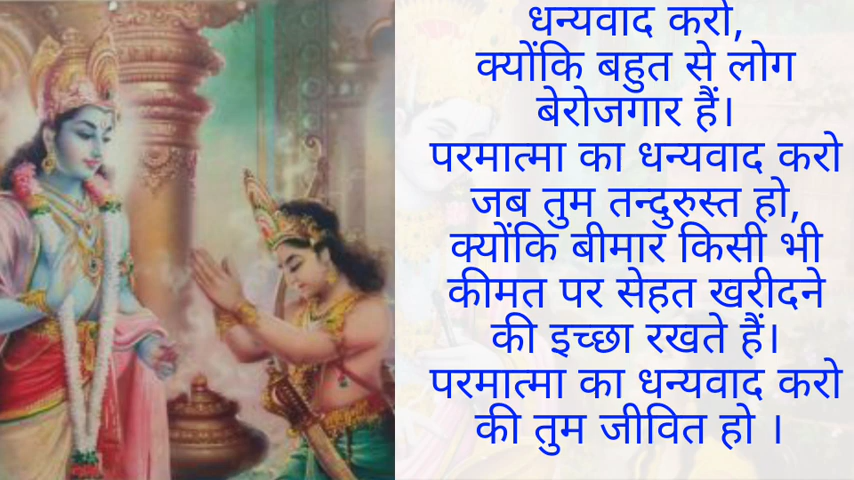 धन्यवाद करो,
क्योंकि बहुत से लोग
बेरोजगार हैं।
परमात्मा का धन्यवाद करो
जब तुम तन्दुरुस्त हो,
क्योंकि बीमार किसी भी
कीमत पर सेहत खरीदने
की इच्छा रखते हैं।
परमात्मा का धन्यवाद करो
की तुम जीवित हो ।